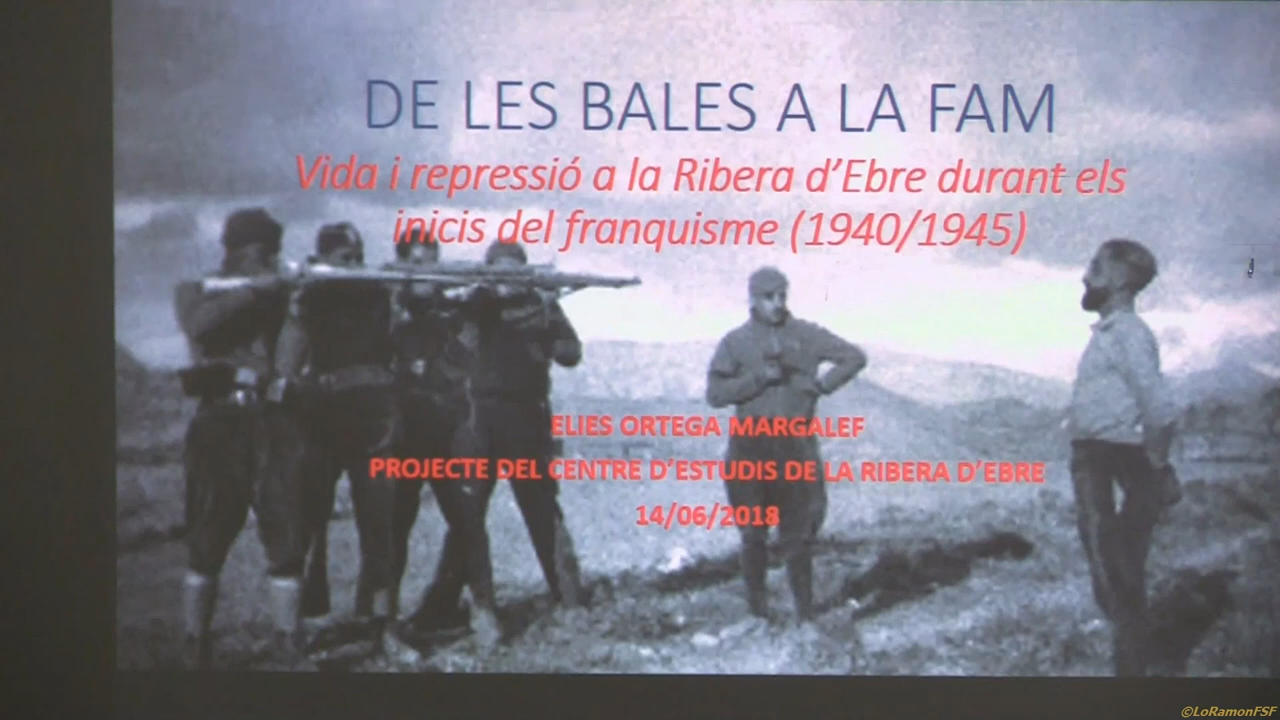 DE LES BALES A LA FAM
Vida i repressió a la Ribera d'Ebre durant els
inicis del franquisme (1940/1945)
ELIES ORTEGA MARGALEF
PROJECTE DEL CENTRE D'ESTUDIS DE LA RIBERA D'EBRE
14/06/2018
©LoRamonFSF